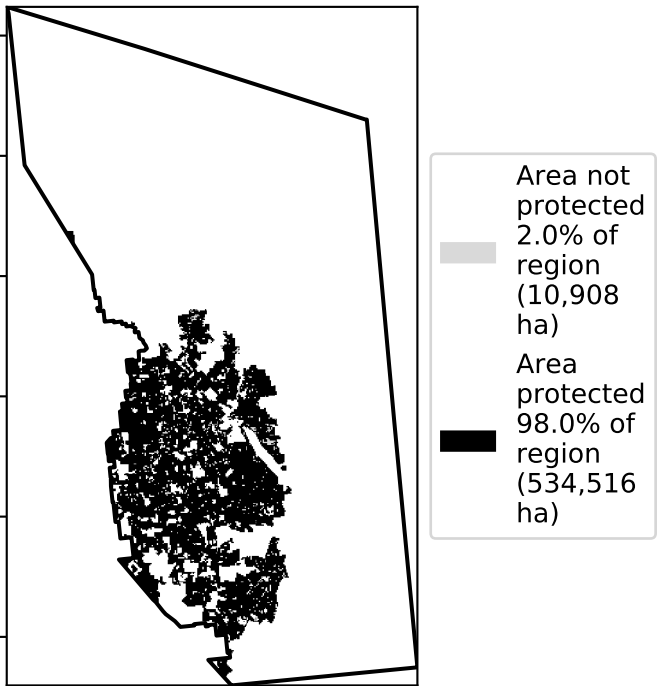 Area not
protected
2.0% of
region
(10,908
ha)
Area
protected
98.0% of
region
(534,516
ha)